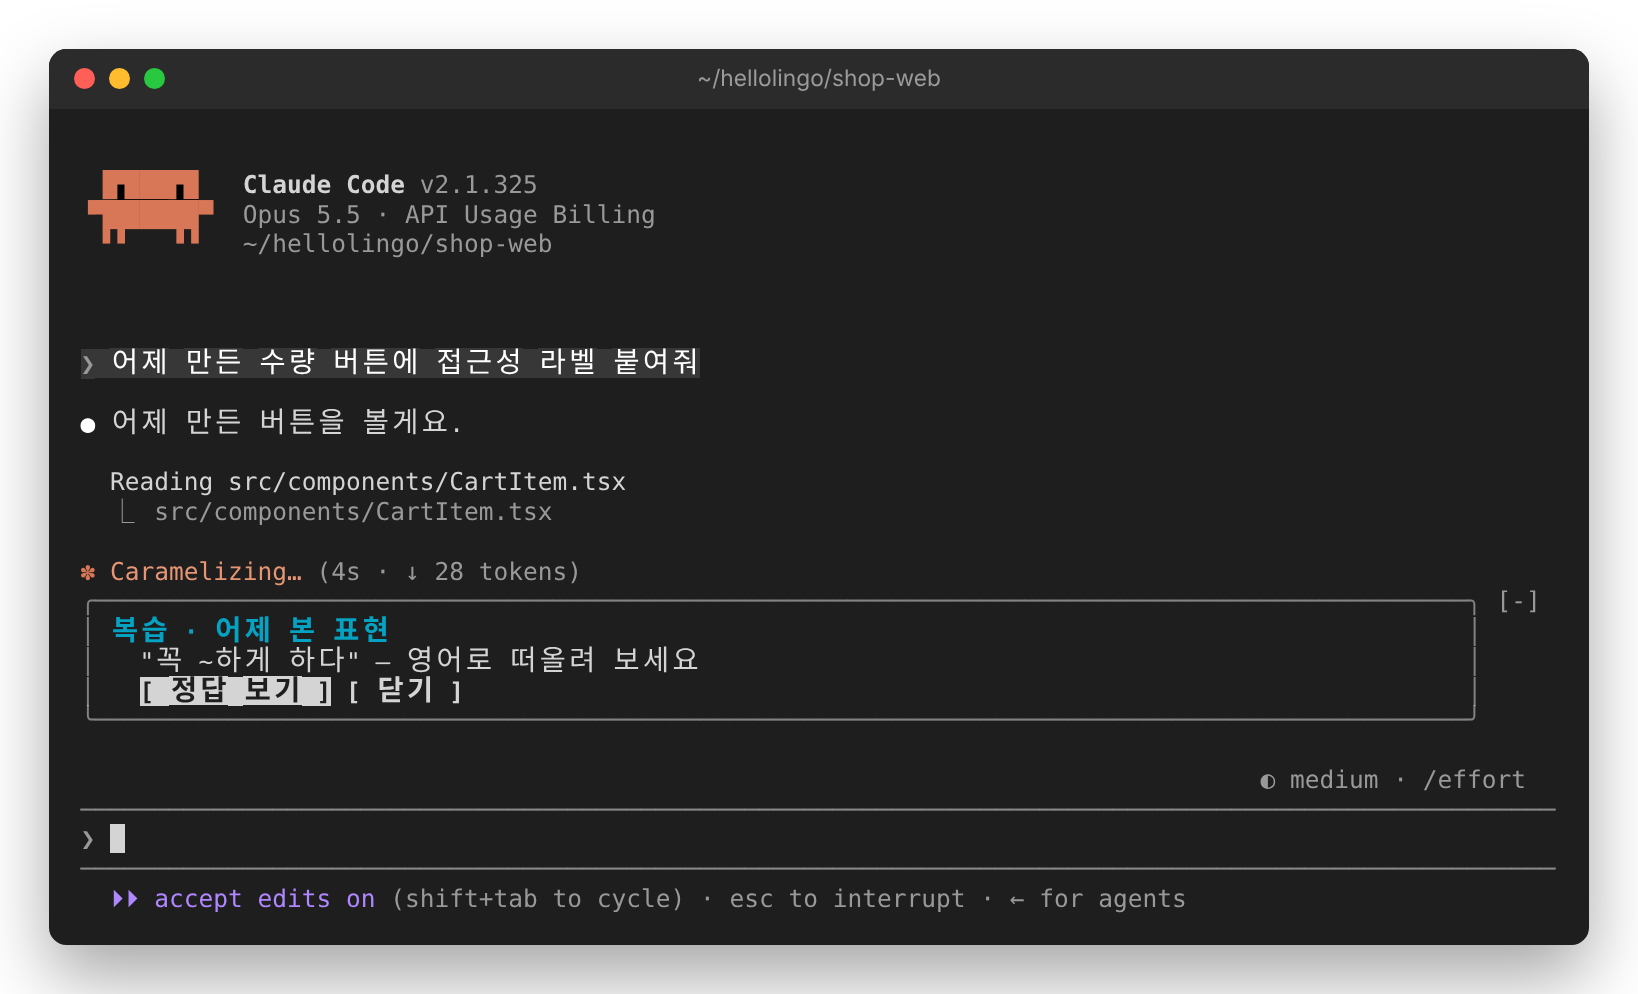 ~/hellolingo/shop-web
Claude Code v2.1.325
Opus 5.5 · API Usage Billing
~/hellolingo/shop-web
❯ 어제 만든 수량 버튼에 접근성 라벨 붙여줘
● 어제 만든 버튼을 볼게요.
Reading src/components/CartItem.tsx
⎿ src/components/CartItem.tsx
✽ Caramelizing… (4s · ↓ 28 tokens)
[-]
복습 · 어제 본 표현
"꼭 ~하게 하다" — 영어로 떠올려 보세요
[ 정답 보기 ] [ 닫기 ]
◐ medium · /effort
❯
⏵⏵ accept edits on (shift+tab to cycle) · esc to interrupt · ← for agents